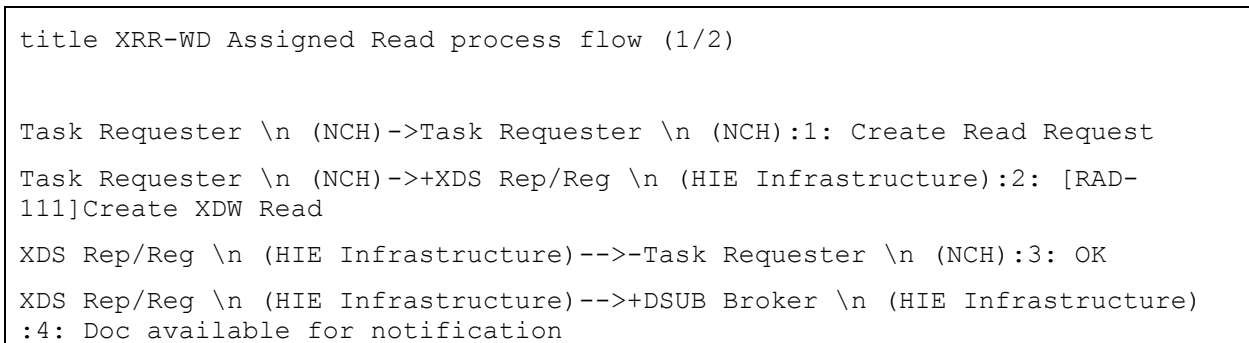 title XRR-WD Assigned Read process flow (1/2)
Task Requester \n (NCH)->Task Requester \n (NCH):1: Create Read Request
Task Requester \n (NCH)->+XDS Rep/Reg \n (HIE Infrastructure):2: [RAD-
111]Create XDW Read
XDS Rep/Reg \n (HIE Infrastructure)-->-Task Requester \n (NCH):3: OK
XDS Rep/Reg \n (HIE Infrastructure)-->+DSUB Broker \n (HIE Infrastructure)
:4: Doc available for notification